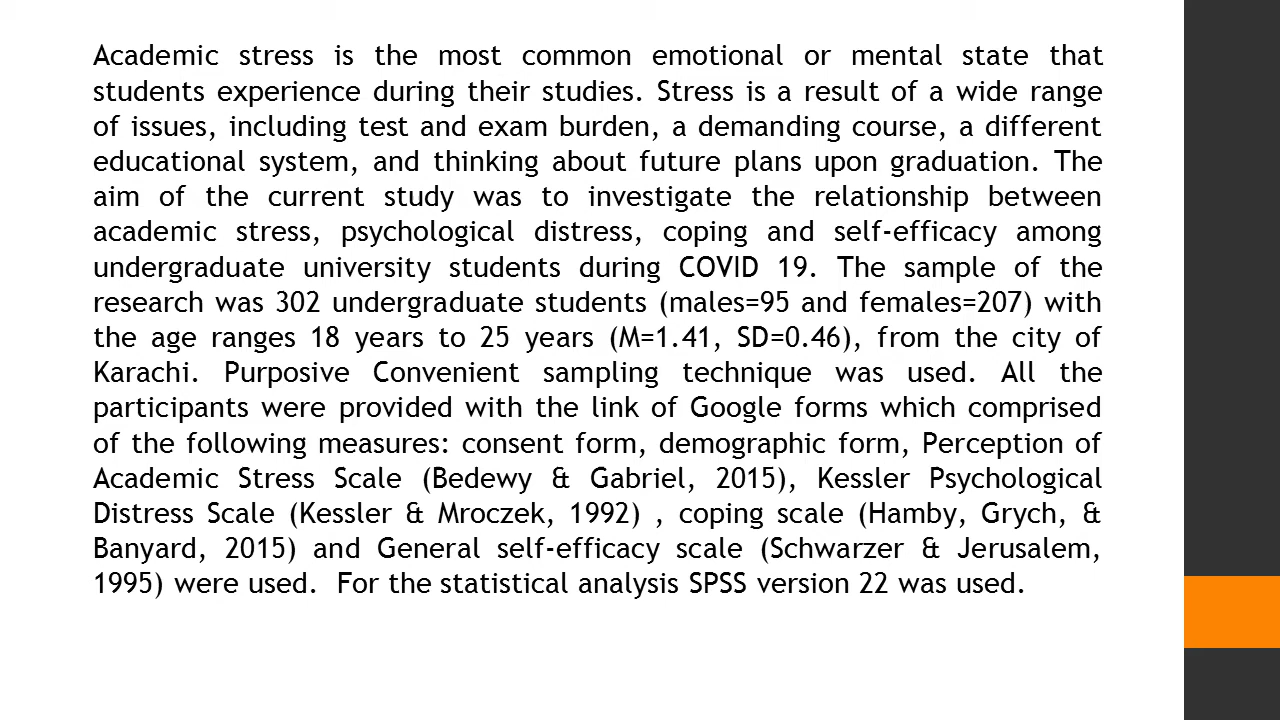 Academic stress is the most common emotional or mental state that
students experience during their studies. Stress is a result of a wide range
of issues, including test and exam burden, a demanding course, a different
educational system, and thinking about future plans upon graduation. The
aim of the current study was to investigate the relationship between
academic stress, psychological distress, coping and self-efficacy among
undergraduate university students during COVID 19. The sample of the
research was 302 undergraduate students (males=95 and females=207) with
the age ranges 18 years to 25 years (M=1.41, SD=0.46), from the city of
Karachi. Purposive Convenient sampling technique was used. All the
participants were provided with the link of Google forms which comprised
of the following measures: consent form, demographic form, Perception of
Academic Stress Scale (Bedewy & Gabriel, 2015), Kessler Psychological
Distress Scale (Kessler & Mroczek, 1992) , coping scale (Hamby, Grych, &
Banyard, 2015) and General self-efficacy scale (Schwarzer & Jerusalem,
1995) were used.  For the statistical analysis SPSS version 22 was used.